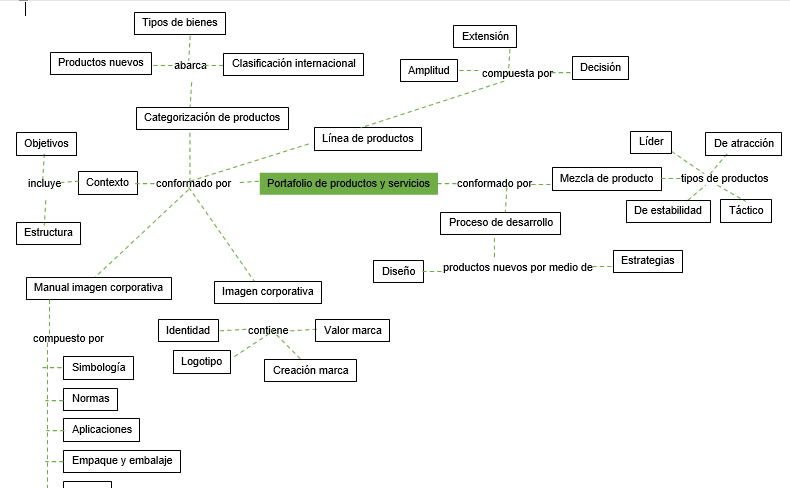 Tipos de bienes
Extensión
Productos nuevos
abarca
Clasificación internacional
Amplitud
compuesta por
Decisión
Categorización de productos
Línea de productos
Objetivos
Líder
De atracción
incluye
Contexto
conformado por
Portafolio de productos y servicios
conformado por
Mezcla de producto
tipos de productos
De estabilidad
Táctico
Estructura
Proceso de desarrollo
Diseño
productos nuevos por medio de
Estrategias
Manual imagen corporativa
Imagen corporativa
Identidad
contiene
Valor marca
compuesto por
Logotipo
Creación marca
Simbología
Normas
Aplicaciones
Empaque y embalaje